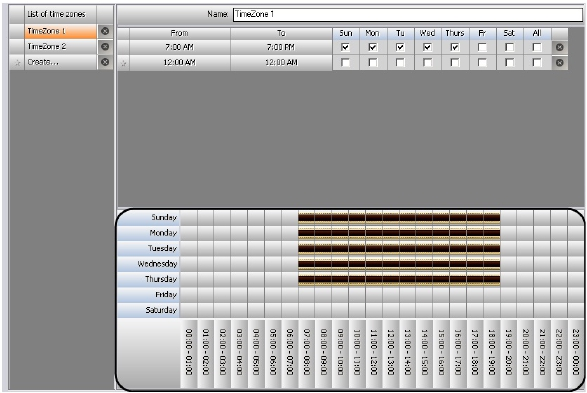 List of time zones
TimeZone 1
TimeZone 2
Create...
Name TimeZone 1
From To Sun Mon Tu Wed Thurs Fr Sat All
7:00 AM 7:00 PM
12:00 AM 12:00 AM
Sunday
Monday
Tuesday
Wednesday
Thursday
Friday
Saturday
00:00 - 01:00
01:00 - 02:00
02:00 - 03:00
03:00 - 04:00
04:00 - 05:00
05:00 - 06:00
06:00 - 07:00
07:00 - 08:00
08:00 - 09:00
09:00 - 10:00
10:00 - 11:00
11:00 - 12:00
12:00 - 13:00
13:00 - 14:00
14:00 - 15:00
15:00 - 16:00
16:00 - 17:00
17:00 - 18:00
18:00 - 19:00
19:00 - 20:00
20:00 - 21:00
21:00 - 22:00
22:00 - 23:00
23:00 - 00:00